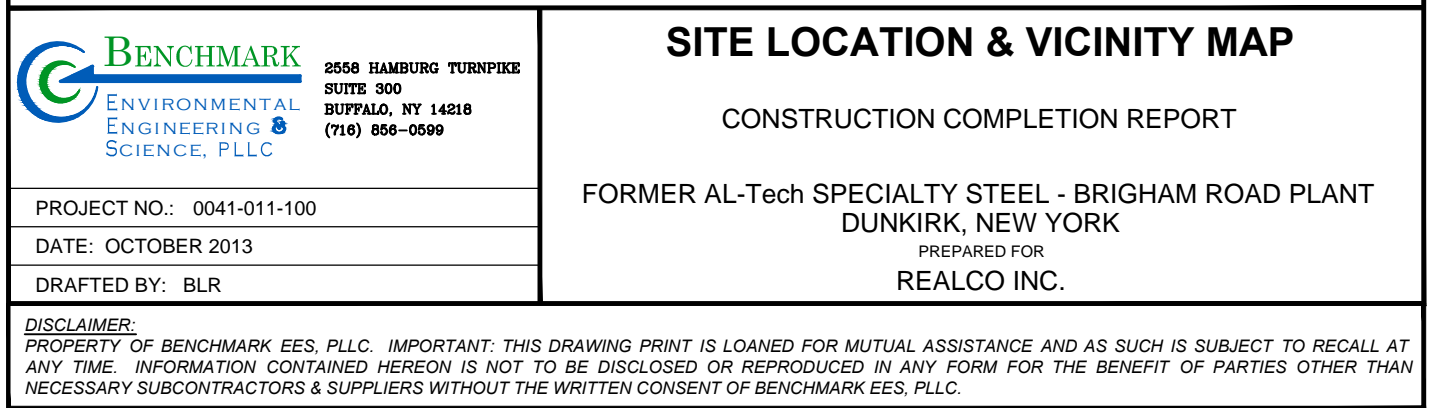 BENCHMARK
ENVIRONMENTAL
ENGINEERING &
SCIENCE, PLLC
2558 HAMBURG TURNPIKE
SUITE 300
BUFFALO, NY 14218
(716) 856-0599
PROJECT NO.: 0041-011-100
DATE: OCTOBER 2013
DRAFTED BY: BLR
SITE LOCATION & VICINITY MAP
CONSTRUCTION COMPLETION REPORT
FORMER AL-Tech SPECIALTY STEEL - BRIGHAM ROAD PLANT
DUNKIRK, NEW YORK
PREPARED FOR
REALCO INC.
DISCLAIMER:
PROPERTY OF BENCHMARK EES, PLLC. IMPORTANT: THIS DRAWING PRINT IS LOANED FOR MUTUAL ASSISTANCE AND AS SUCH IS SUBJECT TO RECALL AT
ANY TIME. INFORMATION CONTAINED HEREON IS NOT TO BE DISCLOSED OR REPRODUCED IN ANY FORM FOR THE BENEFIT OF PARTIES OTHER THAN
NECESSARY SUBCONTRACTORS & SUPPLIERS WITHOUT THE WRITTEN CONSENT OF BENCHMARK EES, PLLC.